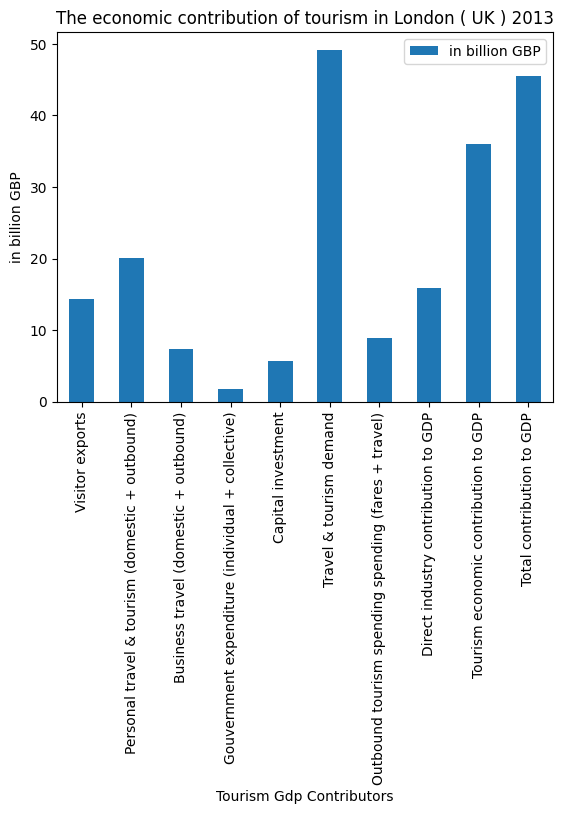 The economic contribution of tourism in London ( UK ) 2013
in billion GBP
in billion GBP
50
40
30
20
10
0
Visitor exports
Personal travel & tourism (domestic + outbound)
Business travel (domestic + outbound)
Gouvernment expenditure (individual + collective)
Capital investment
Travel & tourism demand
Outbound tourism spending spending (fares + travel)
Direct industry contribution to GDP
Tourism economic contribution to GDP
Total contribution to GDP
Tourism Gdp Contributors